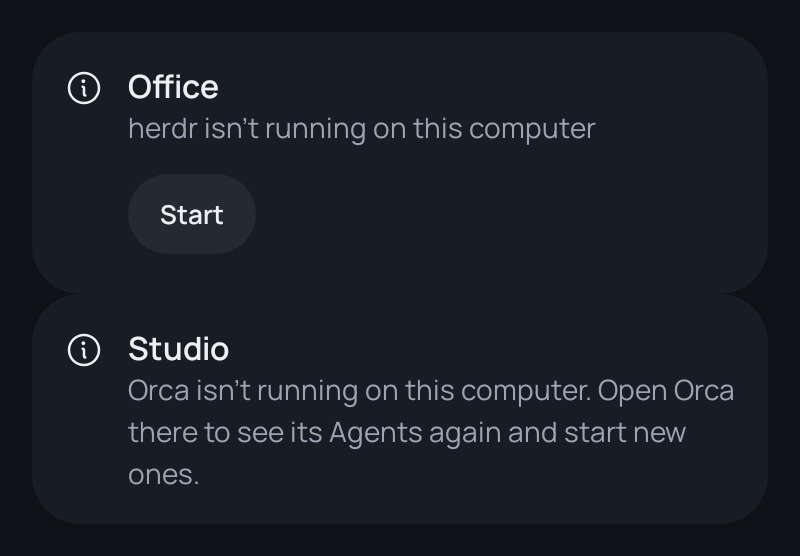 Office
herdr isn't running on this computer
Start
Studio
Orca isn't running on this computer. Open Orca
there to see its Agents again and start new
ones.